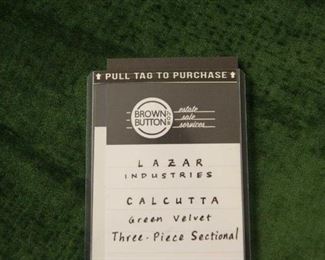 ↑ PULL TAG TO PURCHASE ↑
BROWN
BUTTON
estate
sale
services
LAZAR
INDUSTRIES
CALCUTTA
Green Velvet
Three-Piece Sectional